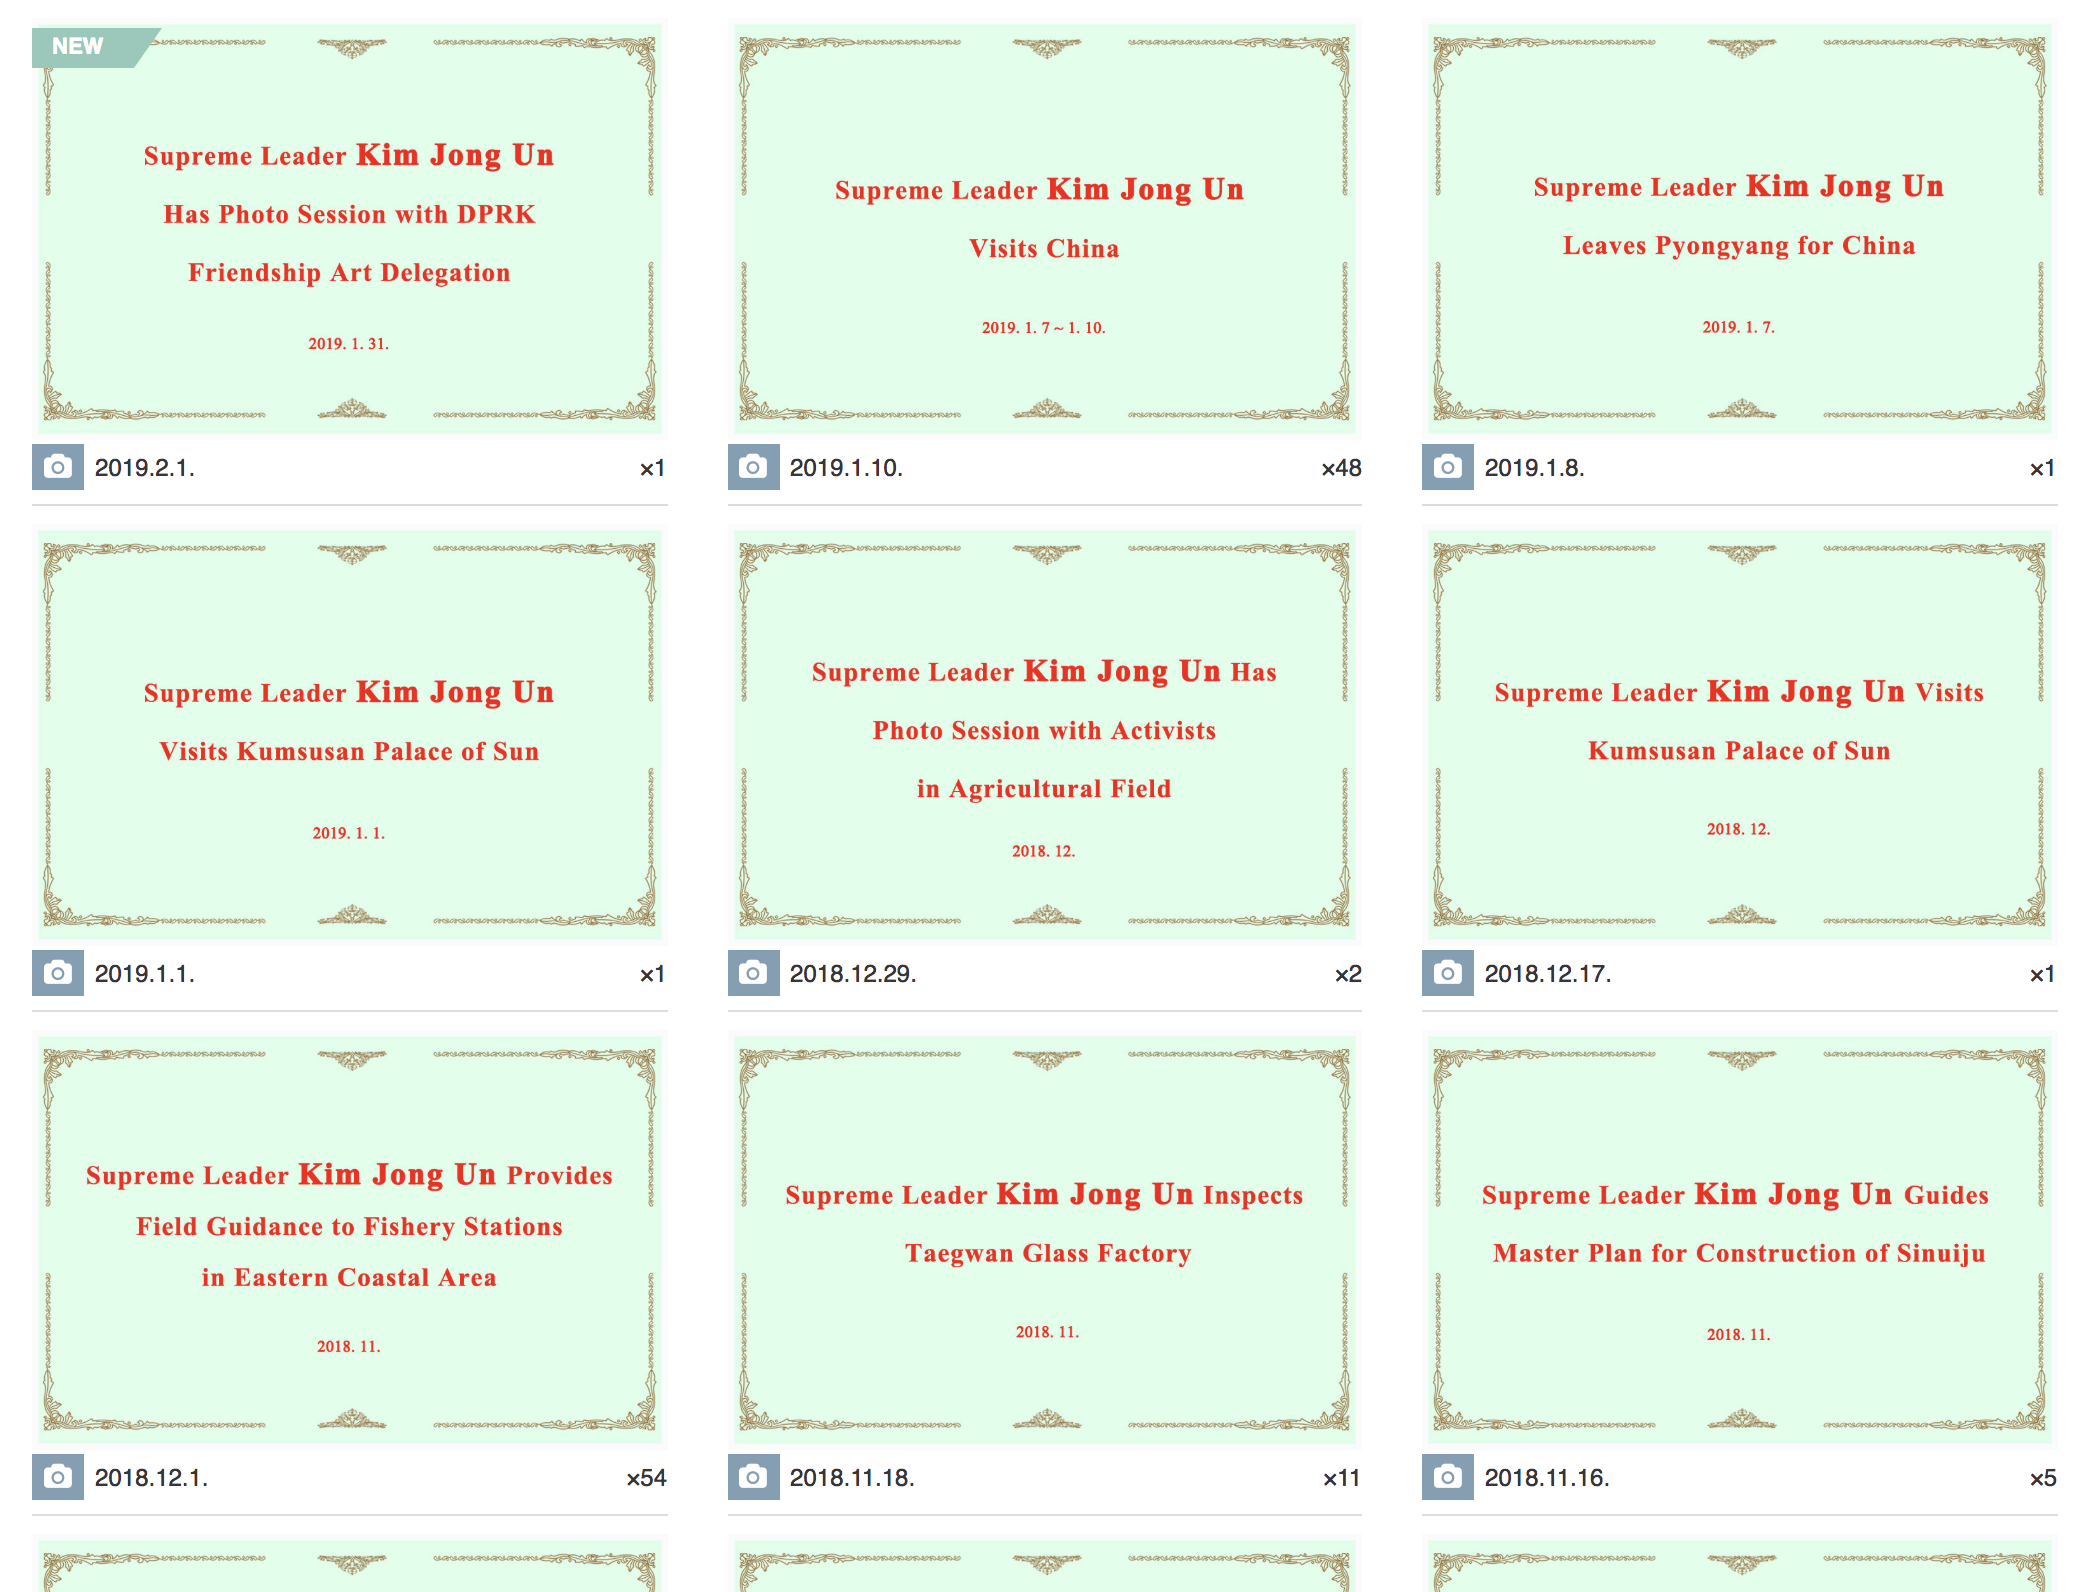 NEW
Supreme Leader Kim Jong Un
Has Photo Session with DPRK
Friendship Art Delegation
2019. 1. 31.
2019.2.1.
×1
Supreme Leader Kim Jong Un
Visits China
2019. 1. 7 ~ 1. 10.
2019.1.10.
×48
Supreme Leader Kim Jong Un
Leaves Pyongyang for China
2019. 1. 7.
2019.1.8.
×1
Supreme Leader Kim Jong Un
Visits Kumsusan Palace of Sun
2019. 1. 1.
2019.1.1.
×1
Supreme Leader Kim Jong Un Has
Photo Session with Activists
in Agricultural Field
2018. 12.
2018.12.29.
×2
Supreme Leader Kim Jong Un Visits
Kumsusan Palace of Sun
2018. 12.
2018.12.17.
×1
Supreme Leader Kim Jong Un Provides
Field Guidance to Fishery Stations
in Eastern Coastal Area
2018. 11.
2018.12.1.
×54
Supreme Leader Kim Jong Un Inspects
Taegwan Glass Factory
2018. 11.
2018.11.18.
×11
Supreme Leader Kim Jong Un Guides
Master Plan for Construction of Sinuiju
2018. 11.
2018.11.16.
×5